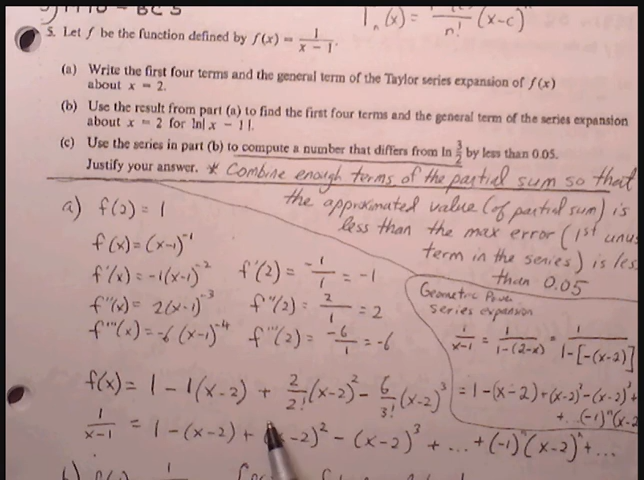 BC 5
n (x) = n! (x-c)^n
5. Let f be the function defined by f(x) = 1/(x − 1).
(a) Write the first four terms and the general term of the Taylor series expansion of f(x)
about x = 2.
(b) Use the result from part (a) to find the first four terms and the general term of the series expansion
about x = 2 for ln|x − 1|.
(c) Use the series in part (b) to compute a number that differs from ln 3/2 by less than 0.05.
Justify your answer. * Combine enough terms of the partial sum so that
the approximated value (of partial sum) is
less than the max error (1st
term in the series) is
than 0.05
a) f(2) = 1
f(x) = (x-1)^-1
f'(x) = -1(x-1)^-2 f'(2) = -1/1 = -1
f''(x) = 2(x-1)^-3 f''(2) = 2/1 = 2
f'''(x) = -6(x-1)^-4 f'''(2) = -6/1 = -6
Geometric Power
series expansion
1/(x-1) = 1/(1-(2-x)) = 1/(1-[-(x-2)]
f(x) = 1 - 1(x-2) + 2/2! (x-2)^2 - 6/3! (x-2)^3
= 1 - (x-2) + (x-2)^2 - (x-2)^3 +
... (-1)^n (x-2
1/(x-1) = 1 - (x-2) + (x-2)^2 - (x-2)^3 + ... + (-1)^n (x-2)^n + ...